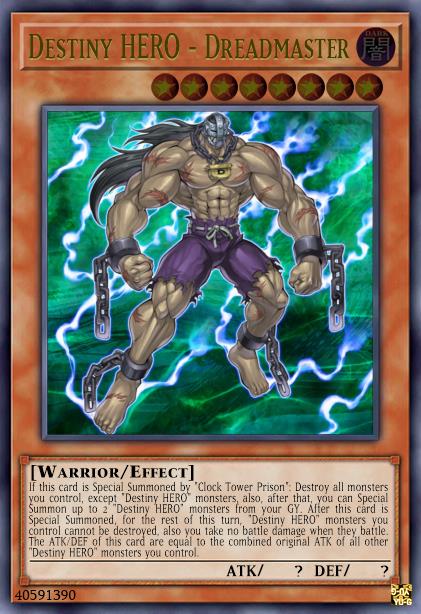 DESTINY HERO - DREADMASTER
DARK
闇
[WARRIOR/EFFECT]
If this card is Special Summoned by "Clock Tower Prison": Destroy all monsters
you control, except "Destiny HERO" monsters, also, after that, you can Special
Summon up to 2 "Destiny HERO" monsters from your GY. After this card is
Special Summoned, for the rest of this turn, "Destiny HERO" monsters you
control cannot be destroyed, also you take no battle damage when they battle.
The ATK/DEF of this card are equal to the combined original ATK of all other
"Destiny HERO" monsters you control.
ATK/ ? DEF/ ?
40591390